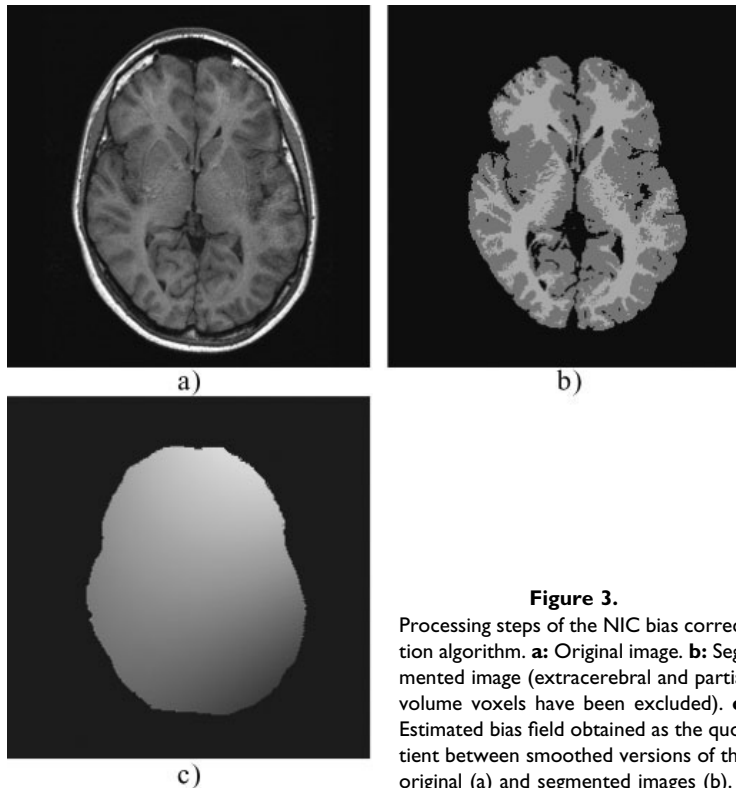 a)
b)
c)
Figure 3.
Processing steps of the NIC bias correc
tion algorithm. a: Original image. b: Seg
mented image (extracerebral and partia
volume voxels have been excluded). c
Estimated bias field obtained as the quo
tient between smoothed versions of th
original (a) and segmented images (b).